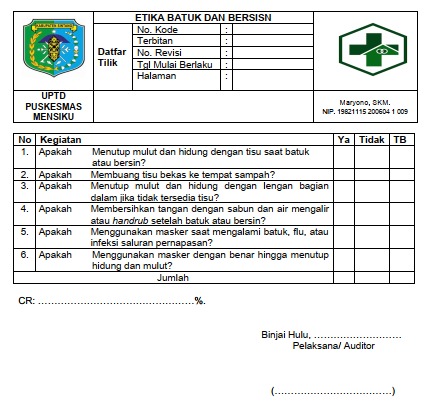 KABUPATEN SINTANG
ETIKA BATUK DAN BERSISN
Datfar Tilik
No. Kode :
Terbitan :
No. Revisi :
Tgl Mulai Berlaku :
Halaman :
UPTD
PUSKESMAS
MENSIKU
Maryono, SKM.
NIP. 19821115 200604 1 009
No Kegiatan Ya Tidak TB
1. Apakah Menutup mulut dan hidung dengan tisu saat batuk
atau bersin?
2. Apakah Membuang tisu bekas ke tempat sampah?
3. Apakah Menutup mulut dan hidung dengan lengan bagian
dalam jika tidak tersedia tisu?
4. Apakah Membersihkan tangan dengan sabun dan air mengalir
atau handrub setelah batuk atau bersin?
5. Apakah Menggunakan masker saat mengalami batuk, flu, atau
infeksi saluran pernapasan?
6. Apakah Menggunakan masker dengan benar hingga menutup
hidung dan mulut?
Jumlah
CR: …………………………………………%.
Binjai Hulu, ………………………
Pelaksana/ Auditor
(………………………………)